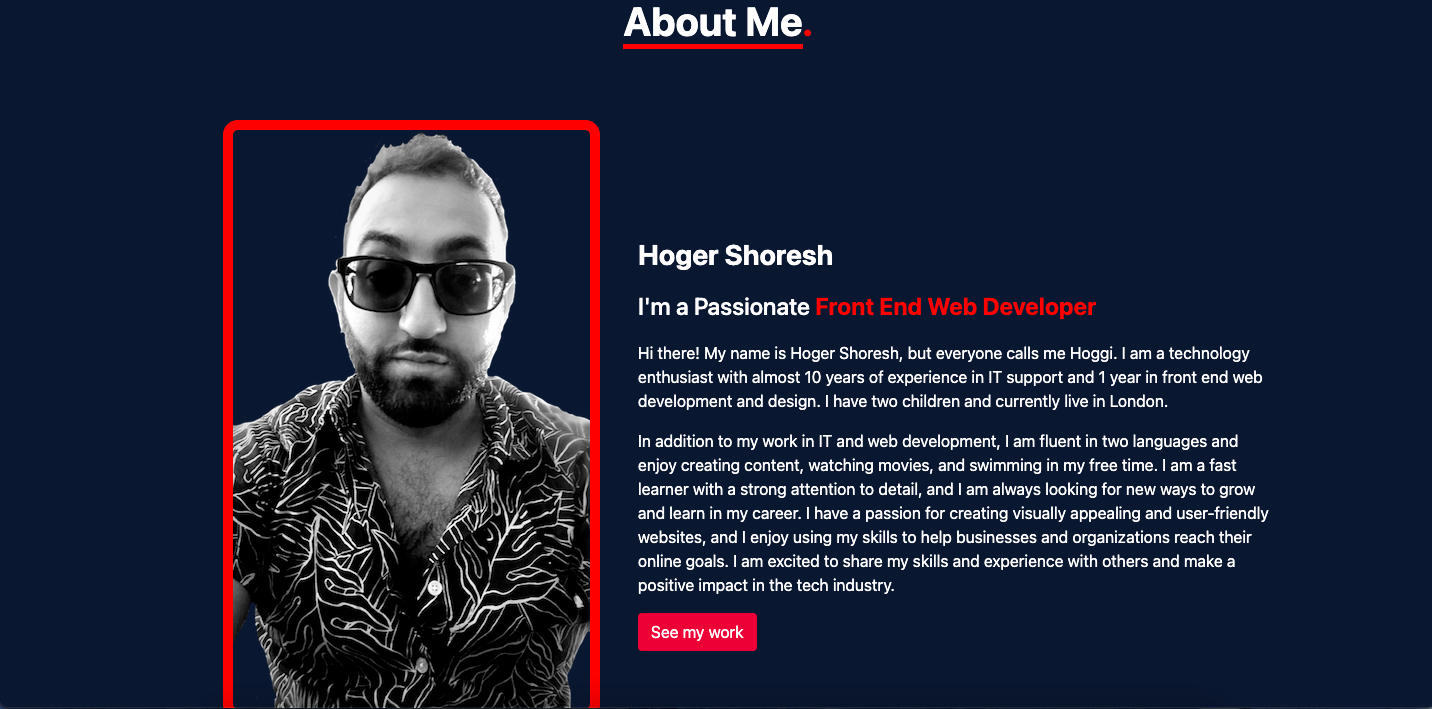 About Me.
Hoger Shoresh
I'm a Passionate Front End Web Developer
Hi there! My name is Hoger Shoresh, but everyone calls me Hoggi. I am a technology
enthusiast with almost 10 years of experience in IT support and 1 year in front end web
development and design. I have two children and currently live in London.
In addition to my work in IT and web development, I am fluent in two languages and
enjoy creating content, watching movies, and swimming in my free time. I am a fast
learner with a strong attention to detail, and I am always looking for new ways to grow
and learn in my career. I have a passion for creating visually appealing and user-friendly
websites, and I enjoy using my skills to help businesses and organizations reach their
online goals. I am excited to share my skills and experience with others and make a
positive impact in the tech industry.
See my work